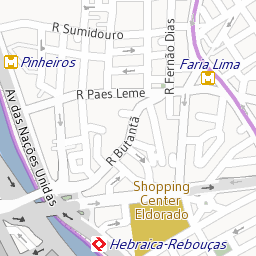 R Sumidouro
Pinheiros
R Fernão Dias
Faria Lima
R Paes Leme
Av das Nações Unidas
R Butantã
Shopping
Center
Eldorado
Hebraica-Rebouças